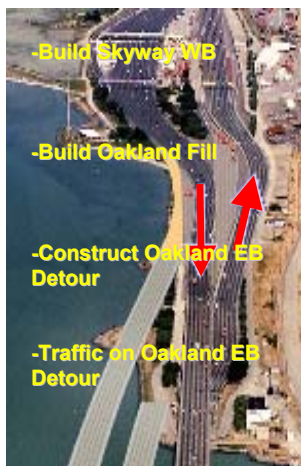 -Build Skyway WB
-Build Oakland Fill
-Construct Oakland EB
Detour
-Traffic on Oakland EB
Detour